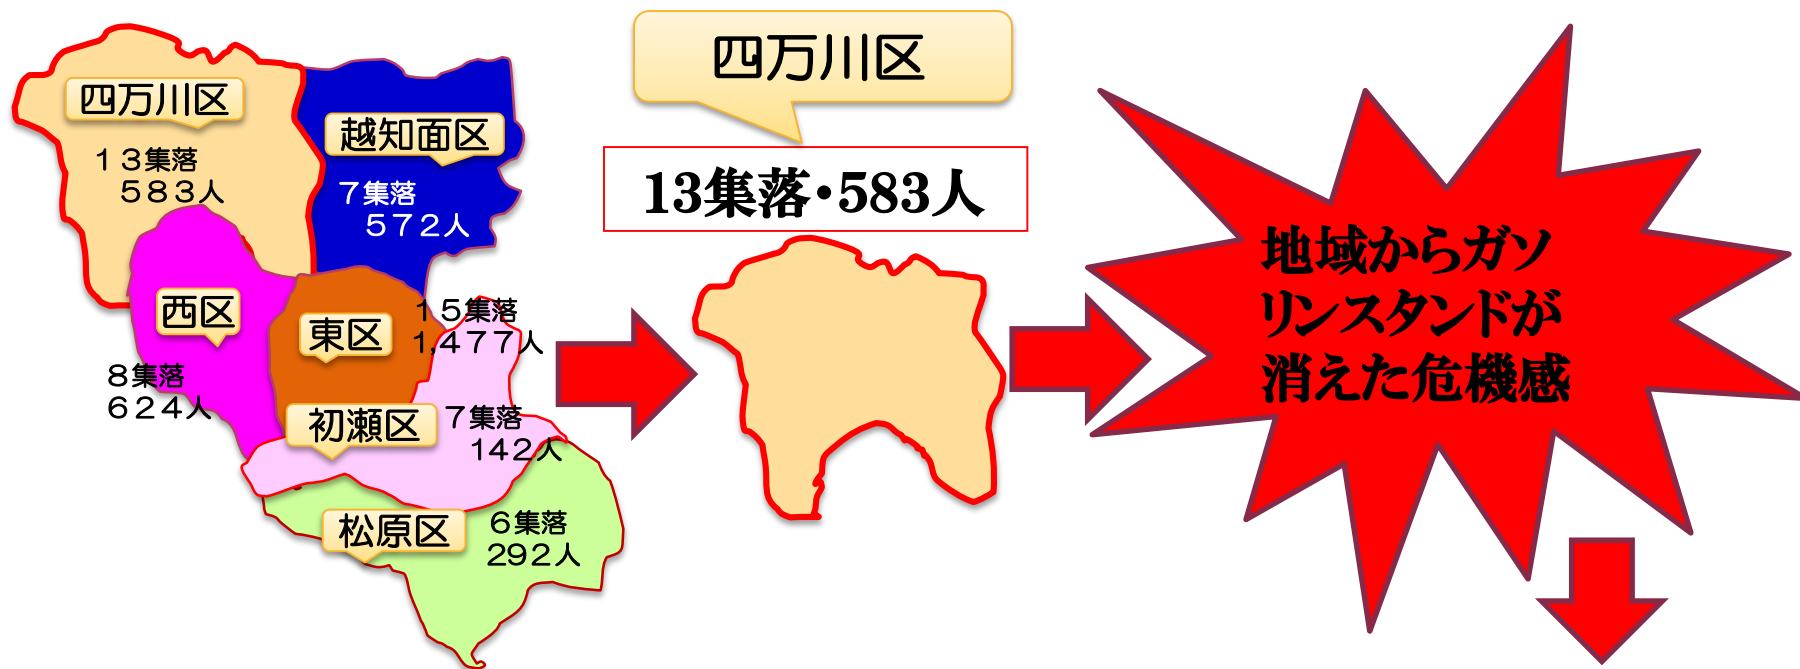 四万川区
１３集落
５８３人
越知面区
７集落
５７２人
西区
８集落
６２４人
東区
１５集落
１,４７７人
初瀬区
７集落
１４２人
松原区
６集落
２９２人
四万川区
13集落・583人
地域からガソ
リンスタンドが
消えた危機感